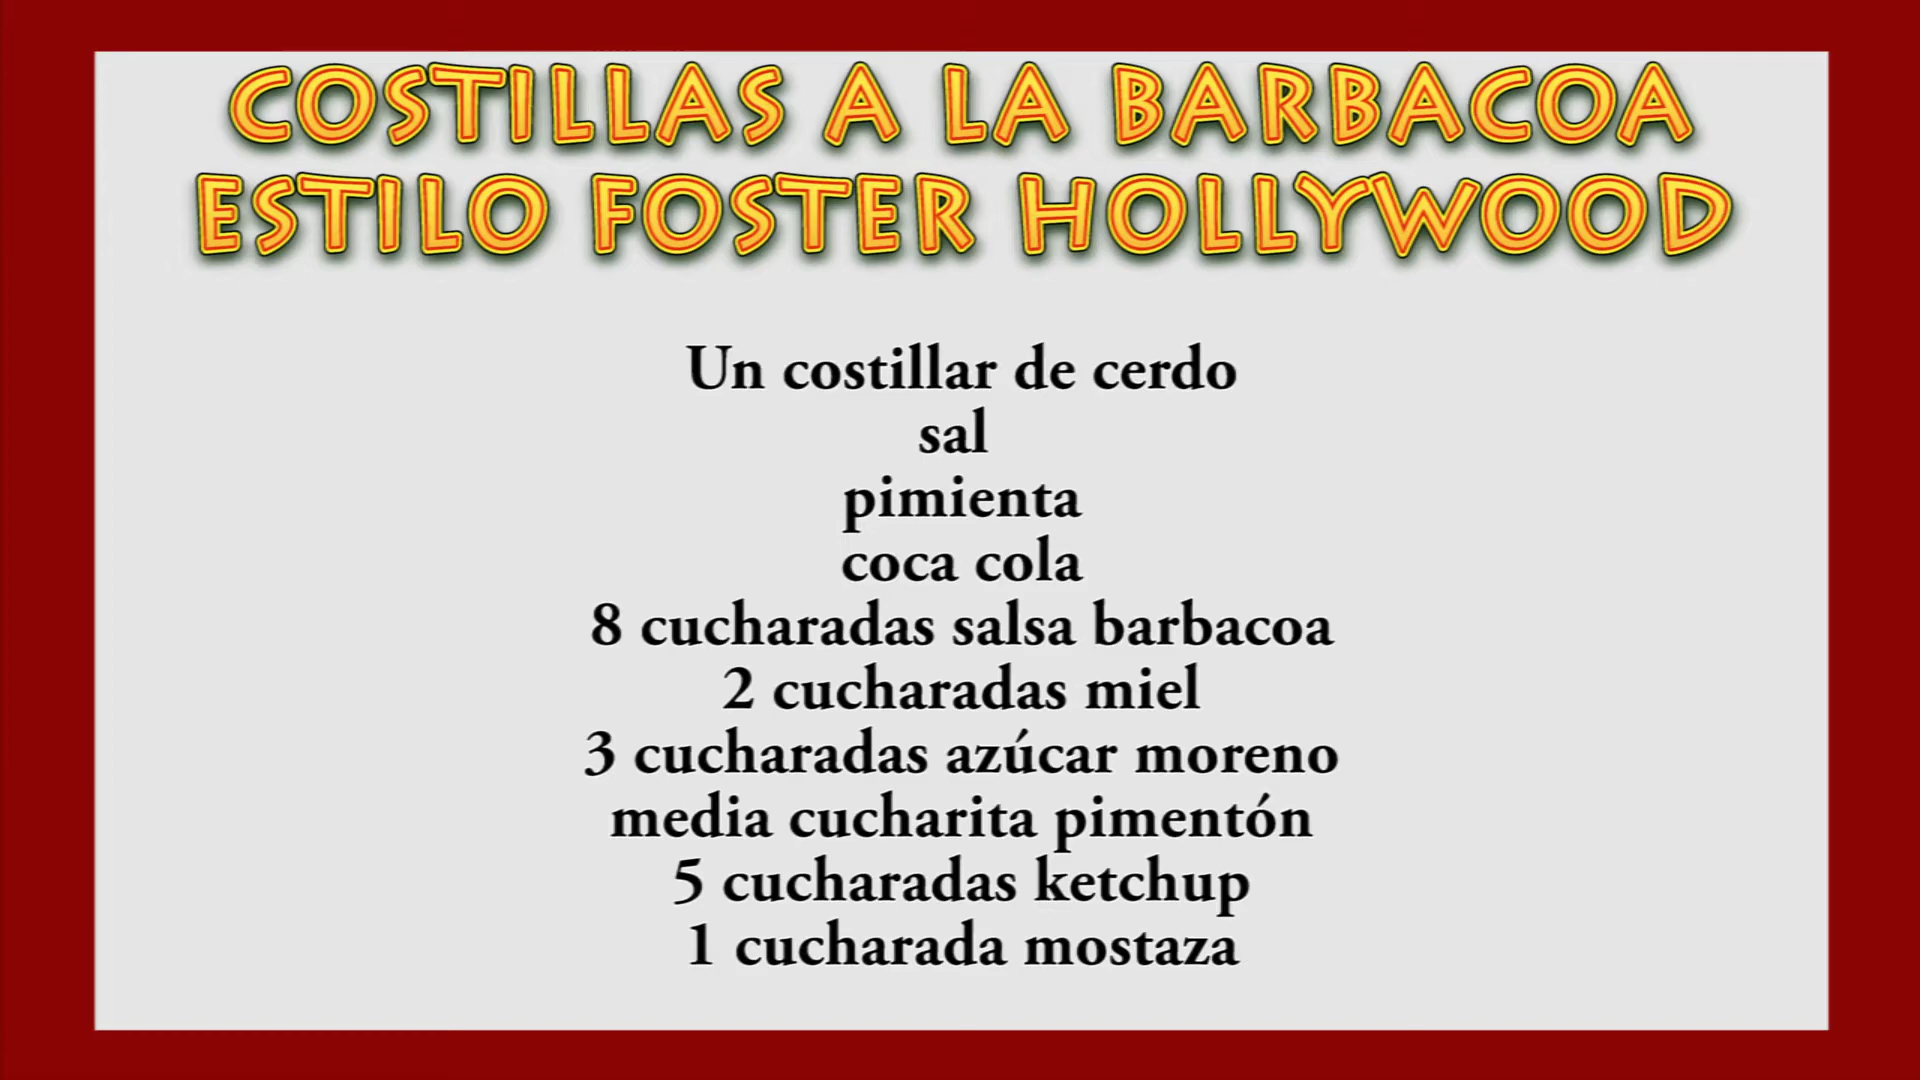 COSTILLAS A LA BARBACOA
ESTILO FOSTER HOLLYWOOD
Un costillar de cerdo
sal
pimienta
coca cola
8 cucharadas salsa barbacoa
2 cucharadas miel
3 cucharadas azúcar moreno
media cucharita pimentón
5 cucharadas ketchup
1 cucharada mostaza